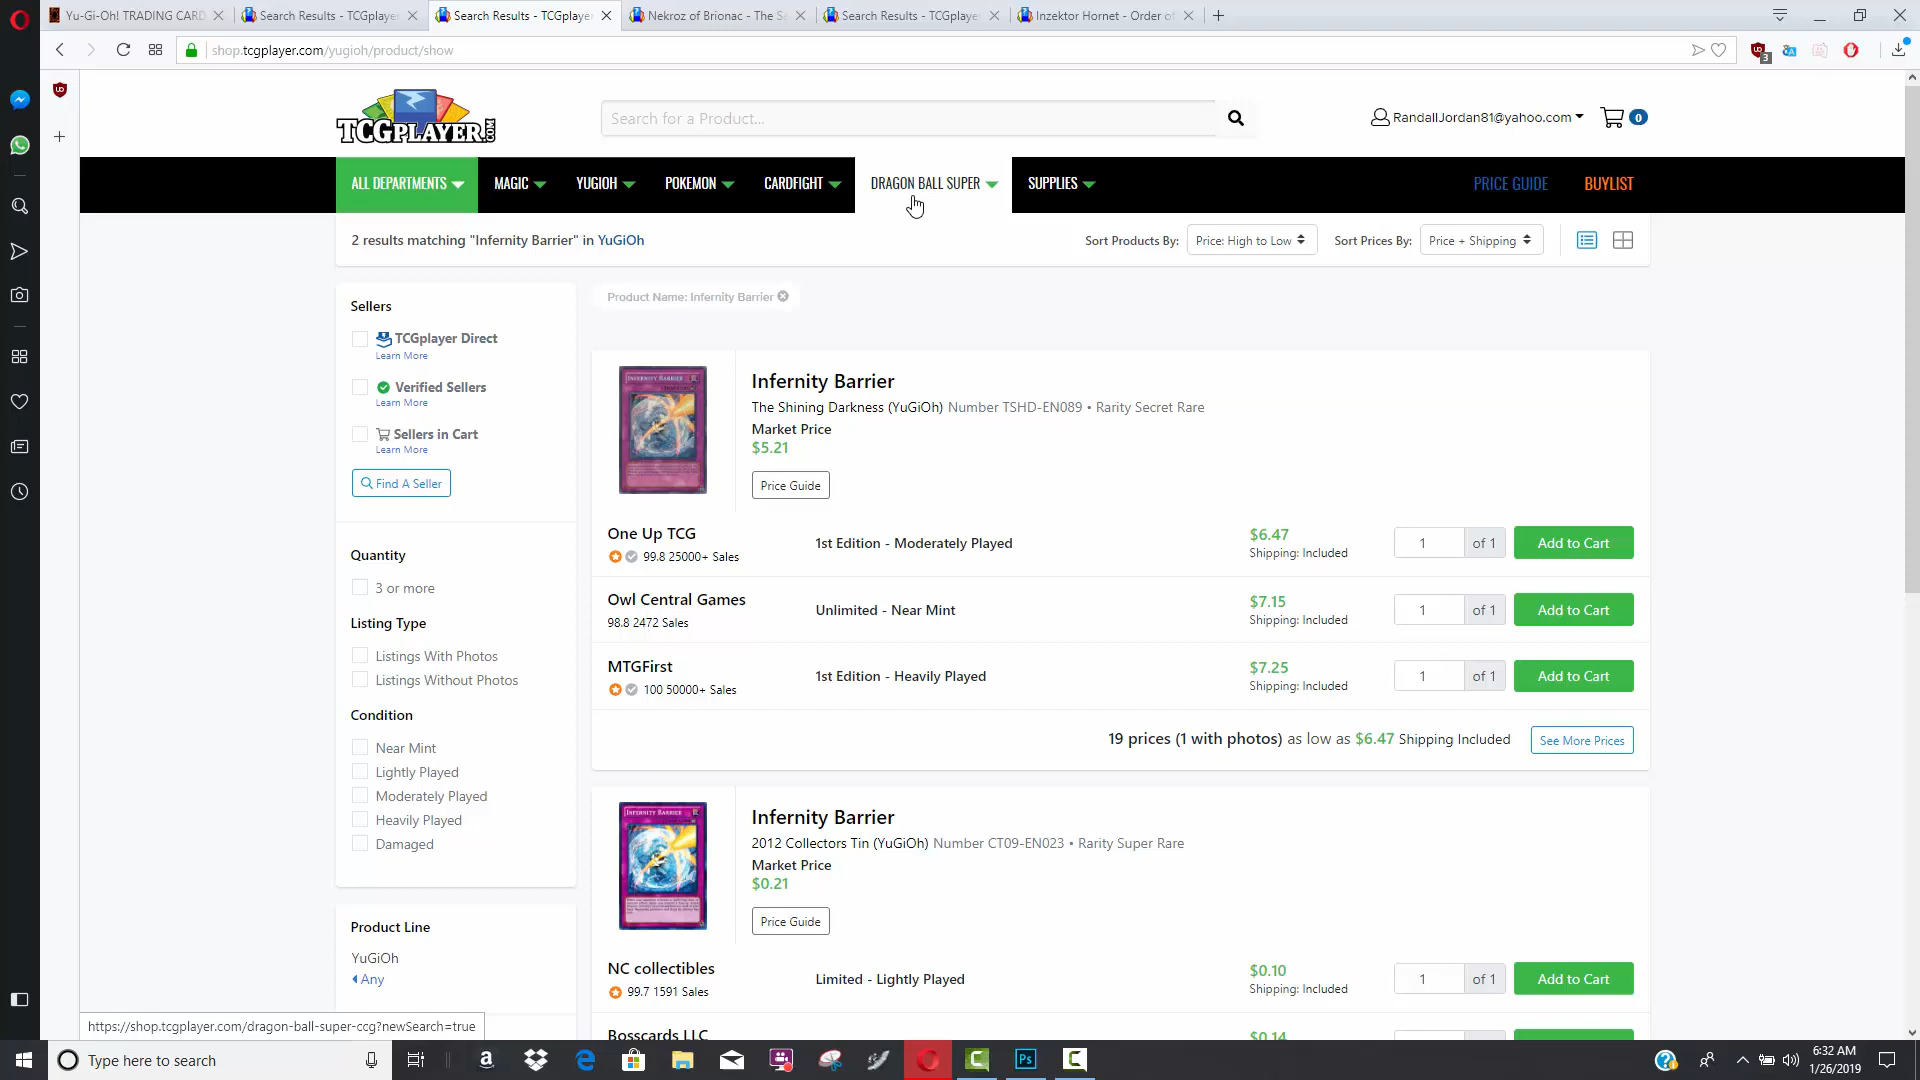 Yu-Gi-Oh! TRADING CARD
Search Results - TCGplaye
Search Results - TCGplayer
Nekroz of Brionac - The S
Search Results - TCGplaye
Inzektor Hornet - Order of
shop.tcgplayer.com/yugioh/product/show
3
TCGPLAYER.COM
Search for a Product...
RandallJordan81@yahoo.com
0
ALL DEPARTMENTS
MAGIC
YUGIOH
POKEMON
CARDFIGHT
DRAGON BALL SUPER
SUPPLIES
PRICE GUIDE
BUYLIST
2 results matching "Infernity Barrier" in YuGiOh
Sort Products By:
Price: High to Low
Sort Prices By:
Price + Shipping
Product Name: Infernity Barrier
Sellers
TCGplayer Direct
Learn More
Verified Sellers
Learn More
Sellers in Cart
Learn More
Find A Seller
Quantity
3 or more
Listing Type
Listings With Photos
Listings Without Photos
Condition
Near Mint
Lightly Played
Moderately Played
Heavily Played
Damaged
Product Line
YuGiOh
Any
INFERNITY BARRIER
Infernity Barrier
The Shining Darkness (YuGiOh) Number TSHD-EN089 • Rarity Secret Rare
Market Price
$5.21
Price Guide
One Up TCG
99.8 25000+ Sales
1st Edition - Moderately Played
$6.47
Shipping: Included
1 of 1
Add to Cart
Owl Central Games
98.8 2472 Sales
Unlimited - Near Mint
$7.15
Shipping: Included
1 of 1
Add to Cart
MTGFirst
100 50000+ Sales
1st Edition - Heavily Played
$7.25
Shipping: Included
1 of 1
Add to Cart
19 prices (1 with photos) as low as $6.47 Shipping Included
See More Prices
INFERNITY BARRIER
Infernity Barrier
2012 Collectors Tin (YuGiOh) Number CT09-EN023 • Rarity Super Rare
Market Price
$0.21
Price Guide
NC collectibles
99.7 1591 Sales
Limited - Lightly Played
$0.10
Shipping: Included
1 of 1
Add to Cart
Bosscards LLC
$0.14
https://shop.tcgplayer.com/dragon-ball-super-ccg?newSearch=true
Type here to search
Ps
6:32 AM
1/26/2019